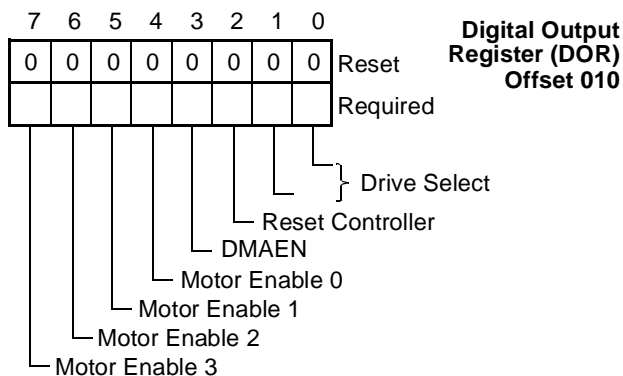 7 6 5 4 3 2 1 0
Digital Output
Register (DOR)
Offset 010
0 0 0 0 0 0 0 0 Reset
Required
Drive Select
Reset Controller
DMAEN
Motor Enable 0
Motor Enable 1
Motor Enable 2
Motor Enable 3